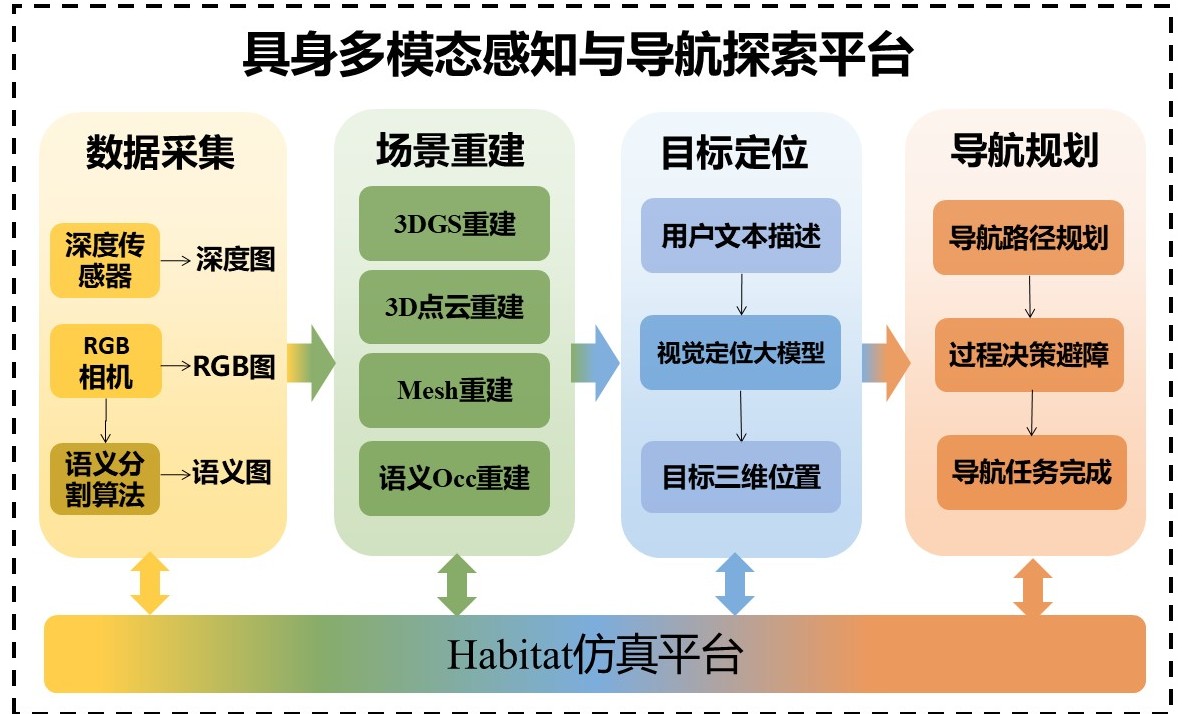 具身多模态感知与导航探索平台
数据采集
深度传
感器
深度图
RGB
相机
RGB图
语义分
割算法
语义图
场景重建
3DGS重建
3D点云重建
Mesh重建
语义Occ重建
目标定位
用户文本描述
视觉定位大模型
目标三维位置
导航规划
导航路径规划
过程决策避障
导航任务完成
Habitat仿真平台